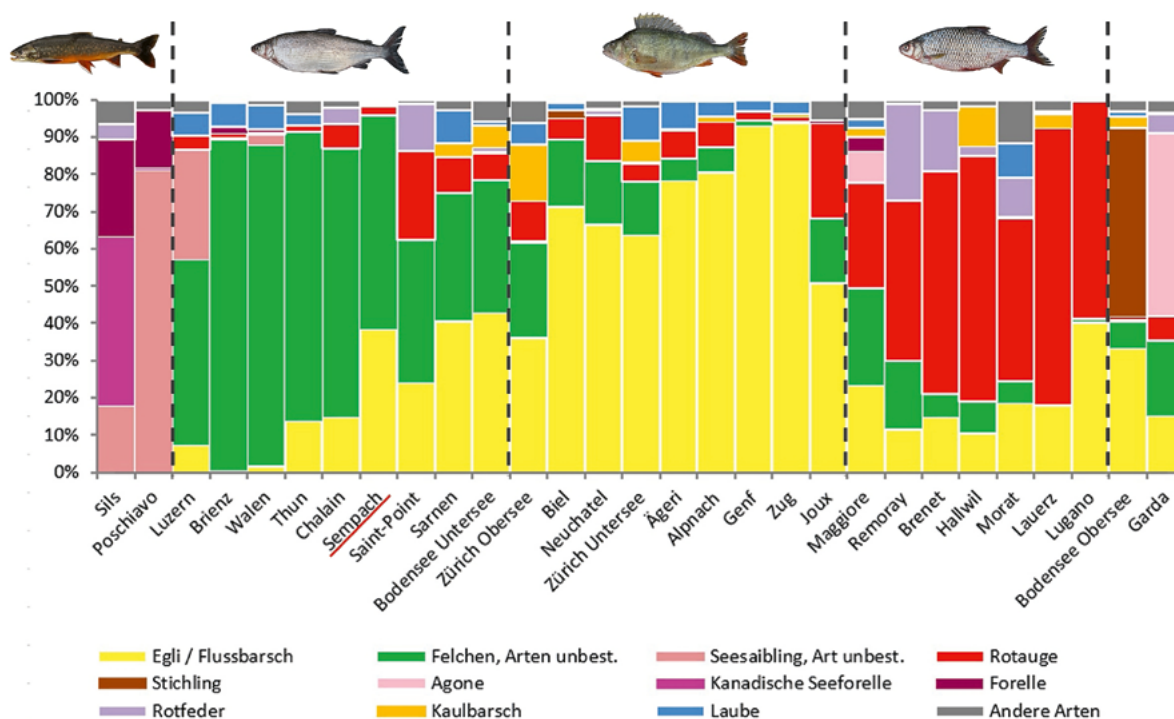 100%
90%
80%
70%
60%
50%
40%
30%
20%
10%
0%
Sils
Poschiavo
Luzern
Brienz
Walen
Thun
Chalain
Sempach
Saint-Point
Sarnen
Bodensee Untersee
Zürich Obersee
Biel
Neuchatel
Zürich Untersee
Ägeri
Alpnach
Genf
Zug
Joux
Maggiore
Remoray
Brenet
Hallwil
Morat
Lauerz
Lugano
Bodensee Obersee
Garda
Egli / Flussbarsch Felchen, Arten unbest. Seesaibling, Art unbest. Rotauge
Stichling Agone Kanadische Seeforelle Forelle
Rotfeder Kaulbarsch Laube Andere Arten